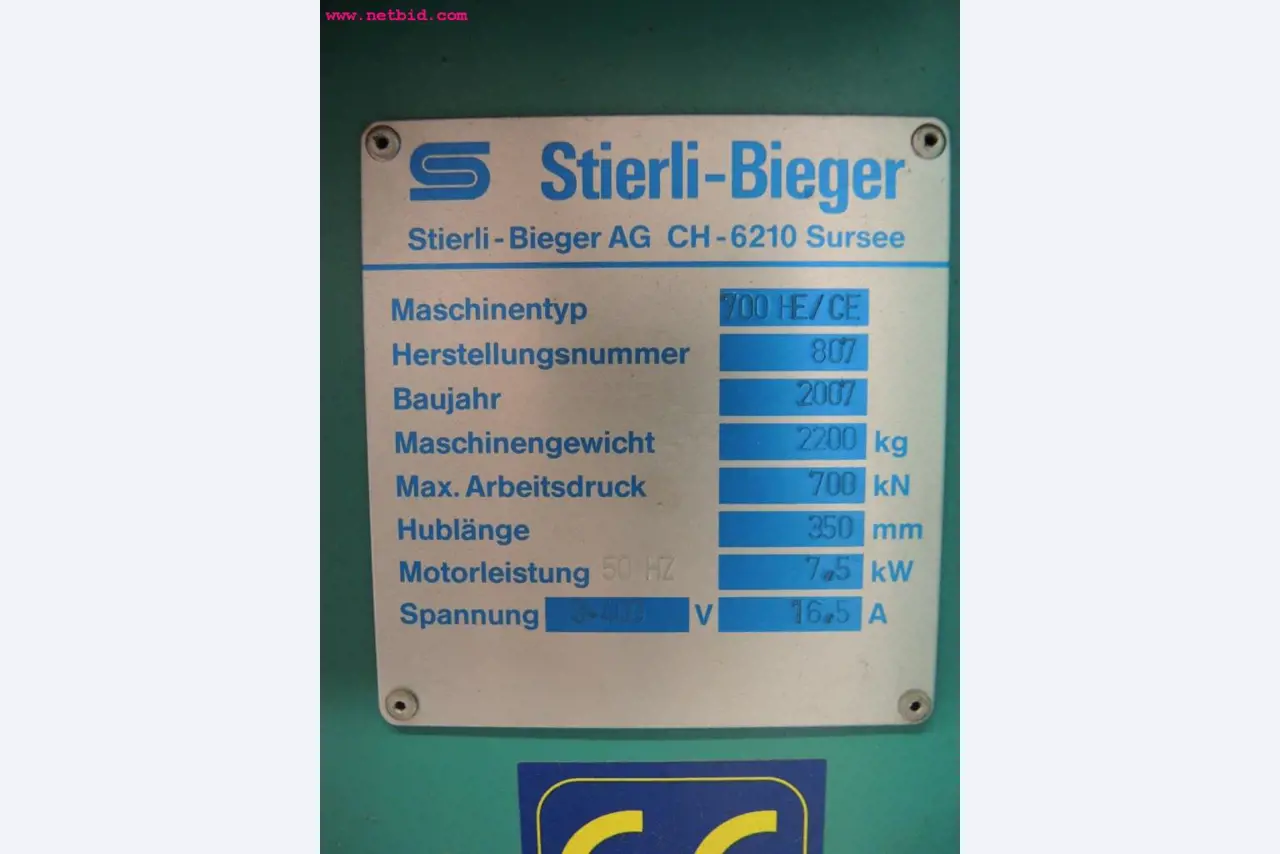 www.netbid.com
Stierli-Bieger
Stierli-Bieger AG CH-6210 Sursee
Maschinentyp 700 HE/CE
Herstellungsnummer 807
Baujahr 2007
Maschinengewicht 2200 kg
Max. Arbeitsdruck 700 kN
Hublänge 350 mm
Motorleistung 50 HZ 7.5 kW
Spannung V 16.5 A
CE